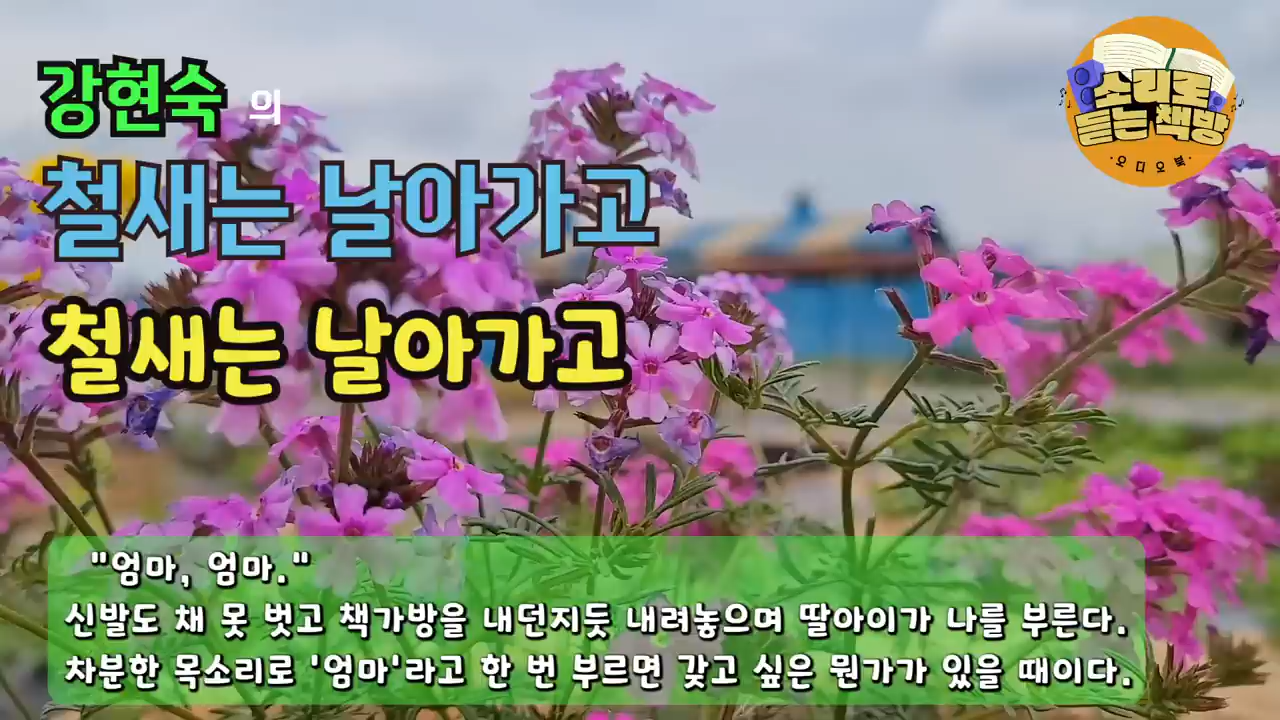 강현숙 의
철새는 날아가고
철새는 날아가고
소리로
듣는 책방
·오디오북·
"엄마, 엄마."
신발도 채 못 벗고 책가방을 내던지듯 내려놓으며 딸아이가 나를 부른다.
차분한 목소리로 '엄마'라고 한 번 부르면 갖고 싶은 뭔가가 있을 때이다.